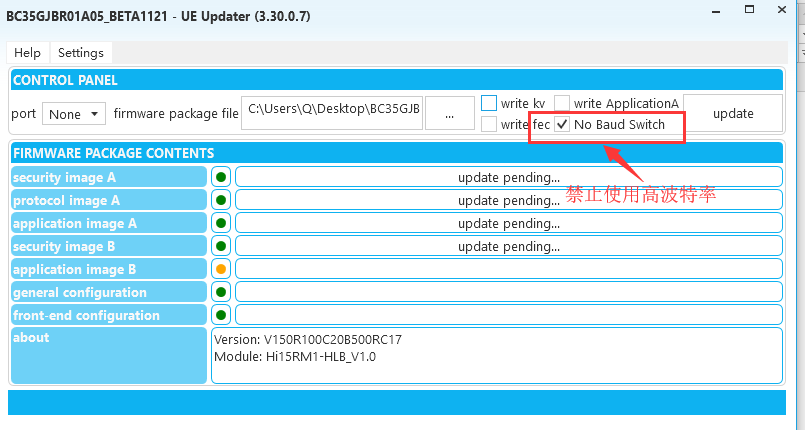 BC35GJBR01A05_BETA1121 - UE Updater (3.30.0.7)
Help Settings
CONTROL PANEL
port None firmware package file C:\Users\Q\Desktop\BC35GJB ... write kv write ApplicationA update
write fec No Baud Switch
FIRMWARE PACKAGE CONTENTS
security image A update pending...
protocol image A update pending...
禁止使用高波特率
application image A update pending...
security image B update pending...
application image B
general configuration
front-end configuration
about Version: V150R100C20B500RC17
Module: Hi15RM1-HLB_V1.0